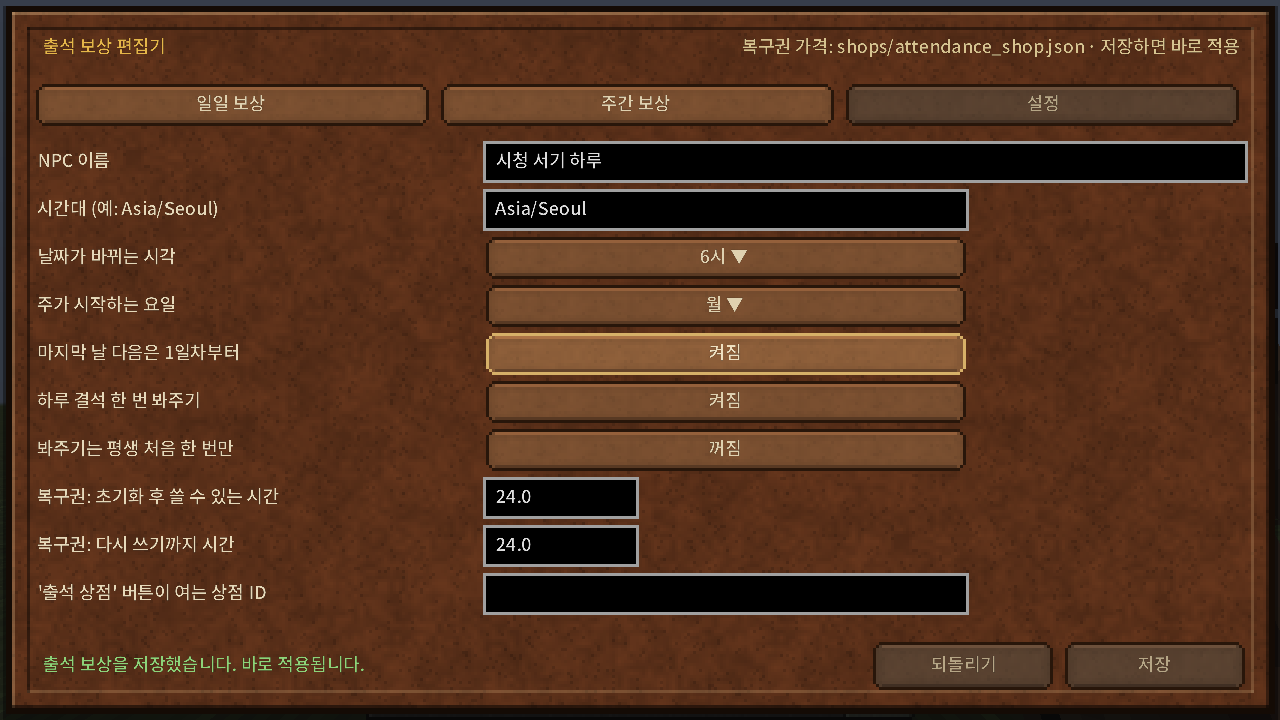 출석 보상 편집기
복구권 가격: shops/attendance_shop.json · 저장하면 바로 적용
일일 보상
주간 보상
설정
NPC 이름
시청 서기 하루
시간대 (예: Asia/Seoul)
Asia/Seoul
날짜가 바뀌는 시각
6시 ▼
주가 시작하는 요일
월 ▼
마지막 날 다음은 1일차부터
켜짐
하루 결석 한 번 봐주기
켜짐
봐주기는 평생 처음 한 번만
꺼짐
복구권: 초기화 후 쓸 수 있는 시간
24.0
복구권: 다시 쓰기까지 시간
24.0
'출석 상점' 버튼이 여는 상점 ID
출석 보상을 저장했습니다. 바로 적용됩니다.
되돌리기
저장